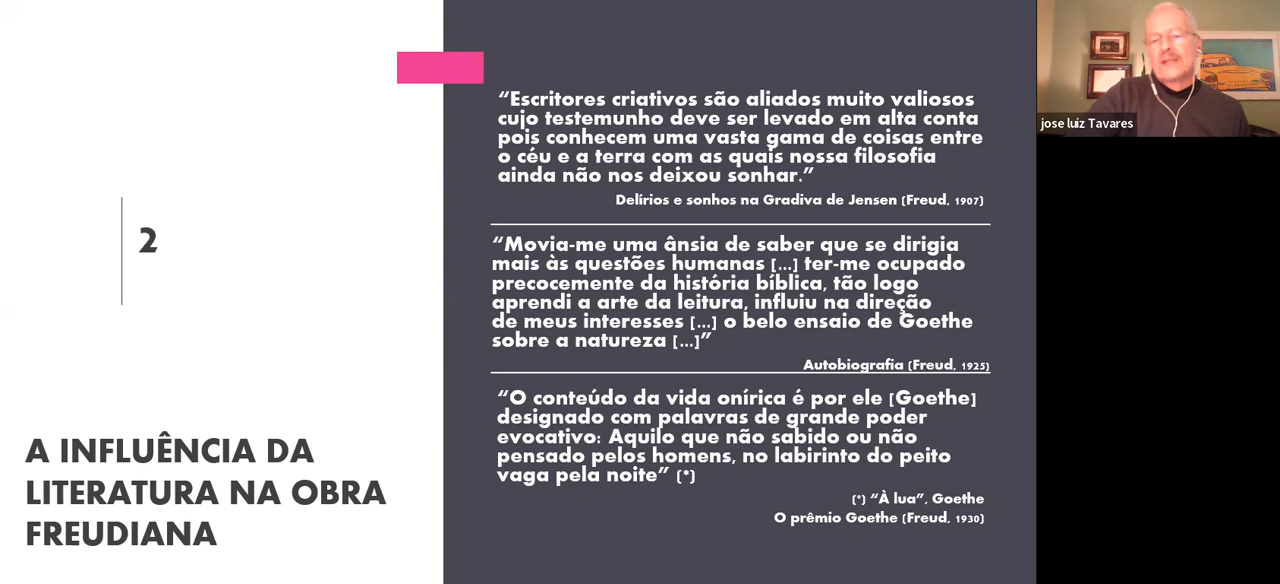 2
A INFLUÊNCIA DA
LITERATURA NA OBRA
FREUDIANA
“Escritores criativos são aliados muito valiosos
cujo testemunho deve ser levado em alta conta
pois conhecem uma vasta gama de coisas entre
o céu e a terra com as quais nossa filosofia
ainda não nos deixou sonhar.”
Delírios e sonhos na Gradiva de Jensen (Freud, 1907)
“Movia-me uma ânsia de saber que se dirigia
mais às questões humanas [...] ter-me ocupado
precocemente da história bíblica, tão logo
aprendi a arte da leitura, influiu na direção
de meus interesses [...] o belo ensaio de Goethe
sobre a natureza [...]”
Autobiografia (Freud, 1925)
“O conteúdo da vida onírica é por ele [Goethe]
designado com palavras de grande poder
evocativo: Aquilo que não sabido ou não
pensado pelos homens, no labirinto do peito
vaga pela noite” (*)
(*) “À lua”, Goethe
O prêmio Goethe (Freud, 1930)
jose luiz Tavares